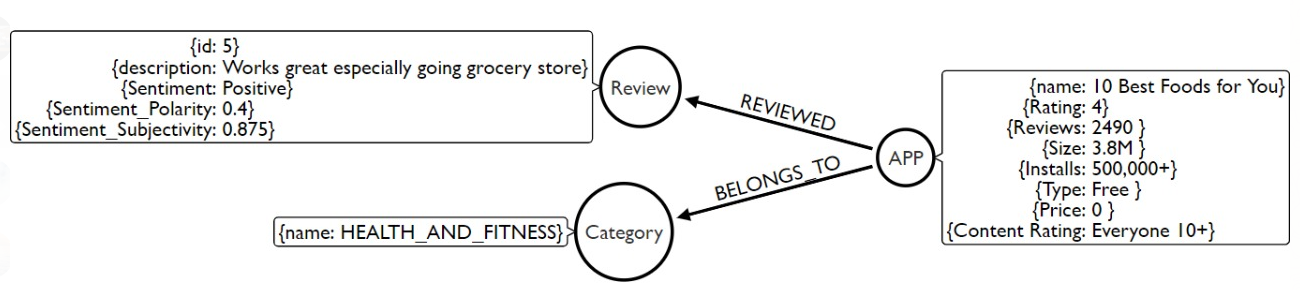 {id: 5}
{description: Works great especially going grocery store}
{Sentiment: Positive}
{Sentiment_Polarity: 0.4}
{Sentiment_Subjectivity: 0.875}
Review
REVIEWED
APP
{name: 10 Best Foods for You}
{Rating: 4}
{Reviews: 2490 }
{Size: 3.8M }
{Installs: 500,000+}
{Type: Free }
{Price: 0 }
{Content Rating: Everyone 10+}
BELONGS_TO
{name: HEALTH_AND_FITNESS}
Category